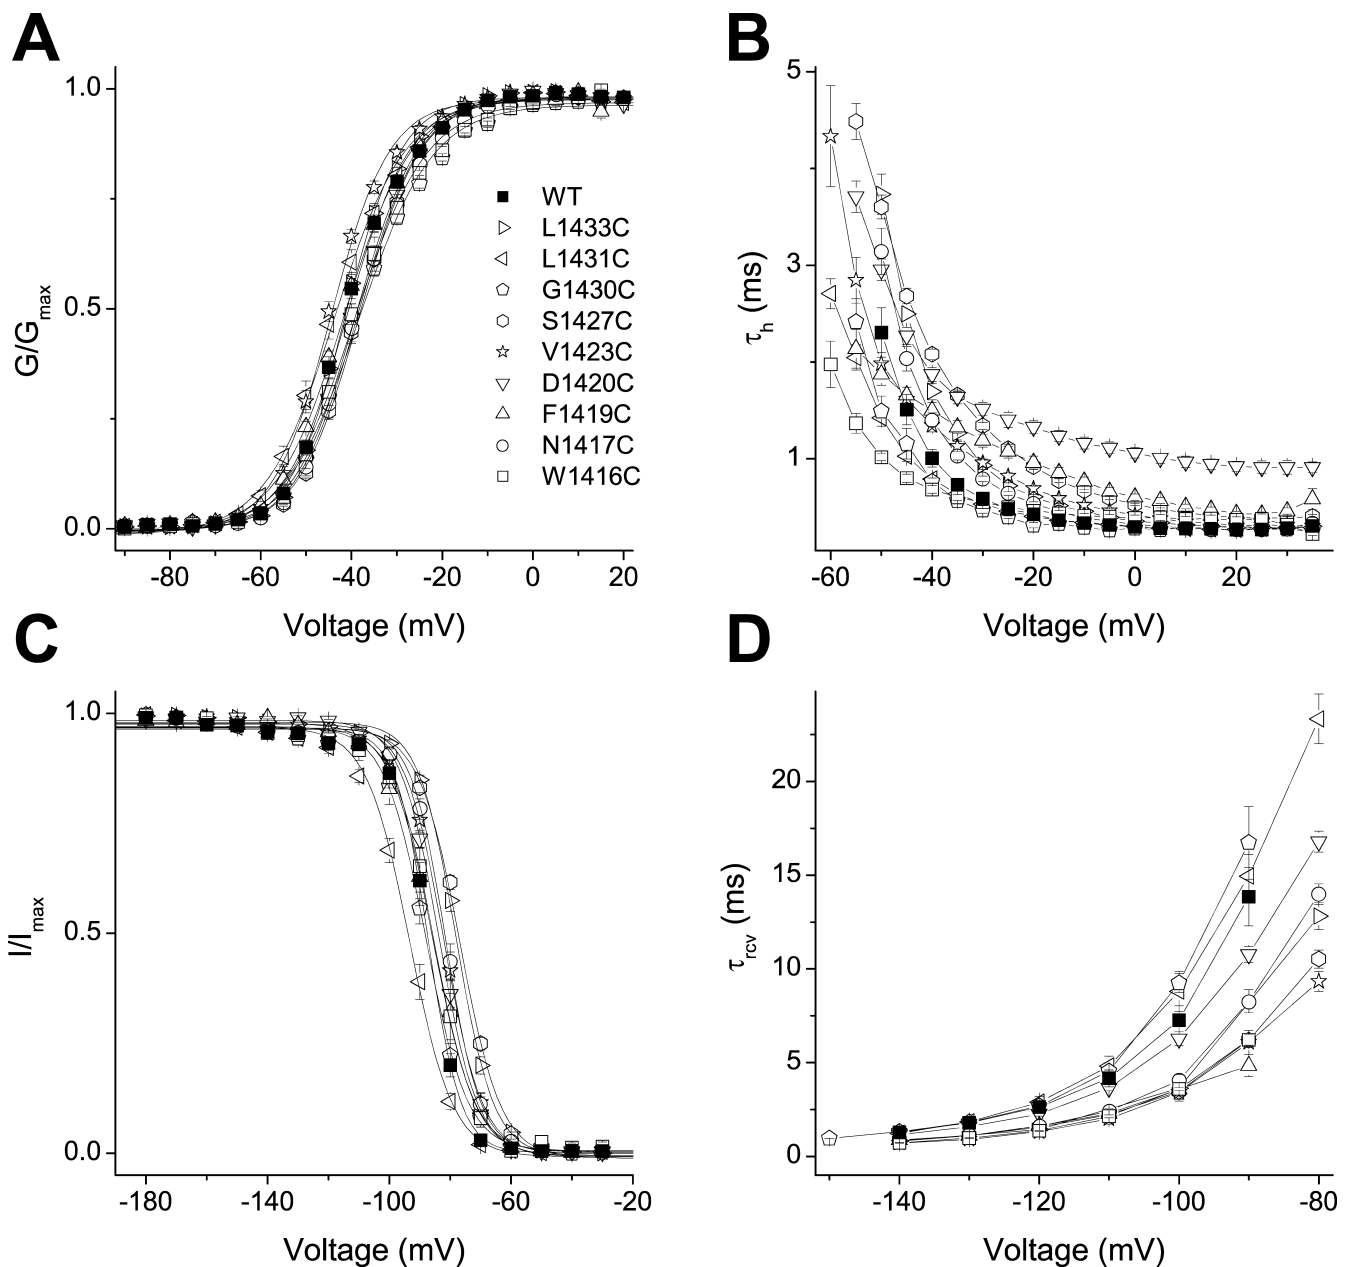 A
1.0
0.5
0.0
G/Gmax
-80 -60 -40 -20 0 20
Voltage (mV)
WT
L1433C
L1431C
G1430C
S1427C
V1423C
D1420C
F1419C
N1417C
W1416C
B
5
3
1
τh (ms)
-60 -40 -20 0 20
Voltage (mV)
C
1.0
0.5
0.0
I/Imax
-180 -140 -100 -60 -20
Voltage (mV)
D
20
15
10
5
0
τrcv (ms)
-140 -120 -100 -80
Voltage (mV)